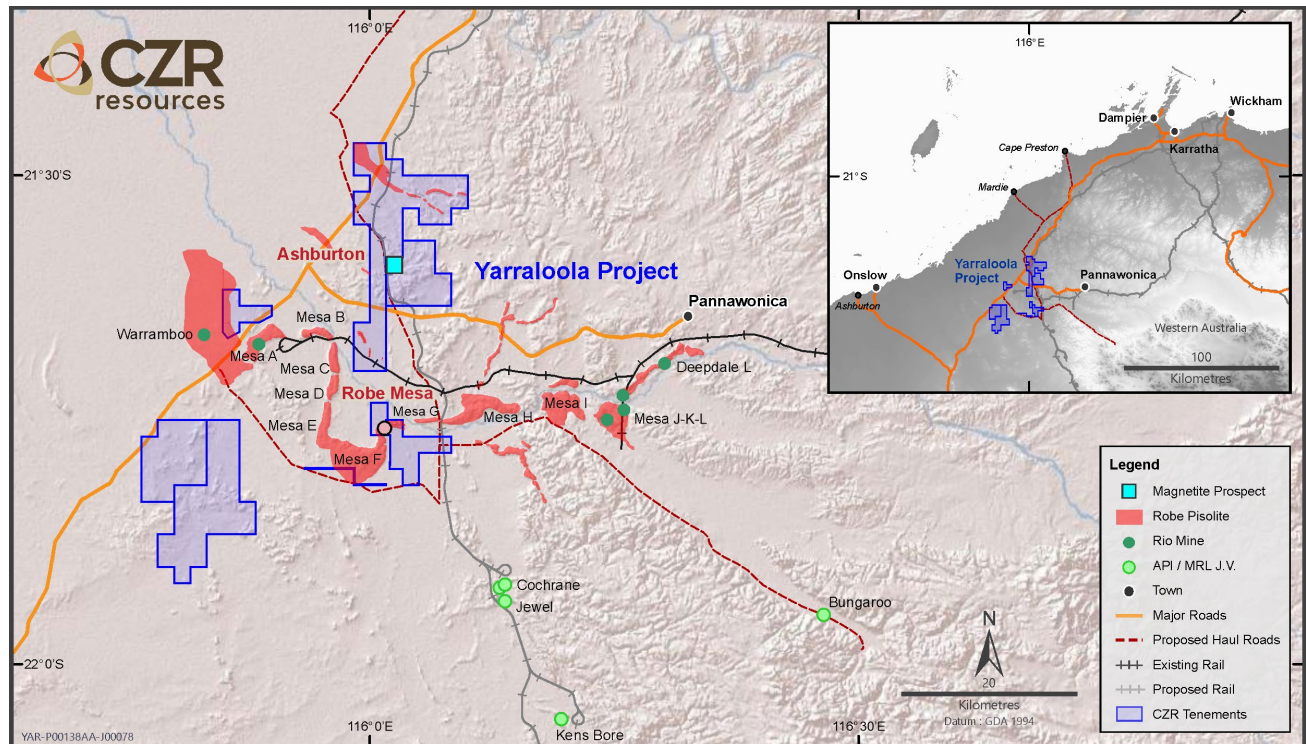 CZR
resources
116°0'E
21°30'S
Ashburton
Yarraloola Project
Pannawonica
Mesa B
Warramboo
Mesa A
Mesa C
Deepdale L
Mesa D
Robe Mesa
Mesa G
Mesa H
Mesa I
Mesa J-K-L
Mesa E
Mesa F
Cochrane
Jewel
Bungaroo
22°0'S
Kens Bore
116°0'E
116°30'E
N
20
Kilometres
Datum : GDA 1994
YAR-P00138AA-J00078
116°E
Wickham
Dampier
Karratha
Cape Preston
21°S
Mardie
Yarraloola
Project
Onslow
Pannawonica
Ashburton
Western Australia
100
Kilometres
Legend
Magnetite Prospect
Robe Pisolite
Rio Mine
API / MRL J.V.
Town
Major Roads
Proposed Haul Roads
Existing Rail
Proposed Rail
CZR Tenements